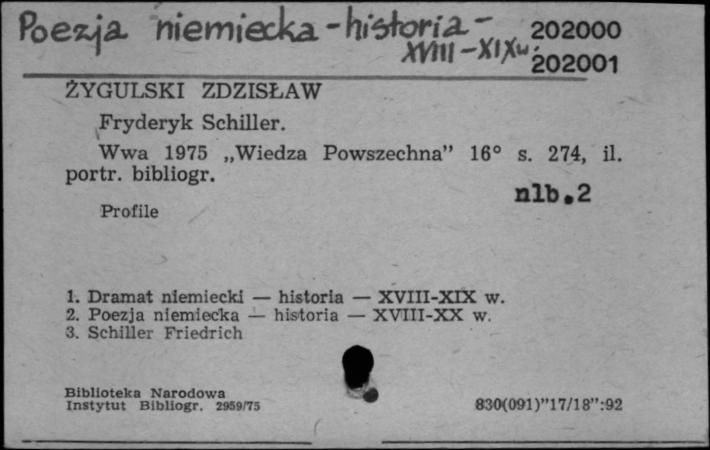 Poezja niemiecka - historia - 202000
XVIII-XIXw. 202001
ŻYGULSKI ZDZISŁAW
Fryderyk Schiller.
Wwa 1975 „Wiedza Powszechna” 16° s. 274, il.
portr. bibliogr.
nlb.2
Profile
1. Dramat niemiecki — historia — XVIII-XIX w.
2. Poezja niemiecka — historia — XVIII-XX w.
3. Schiller Friedrich
Biblioteka Narodowa
Instytut Bibliogr. 2959/75 830(091)”17/18”:92